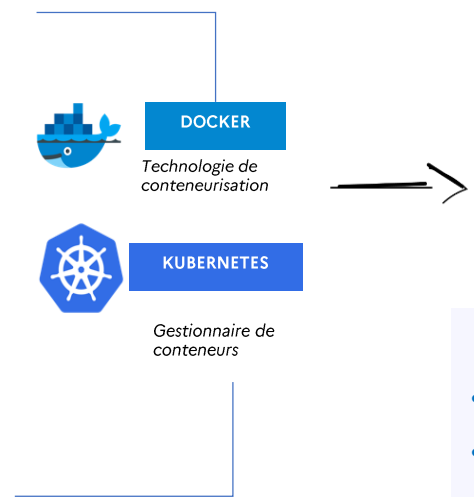 DOCKER
Technologie de
conteneurisation
KUBERNETES
Gestionnaire de
conteneurs